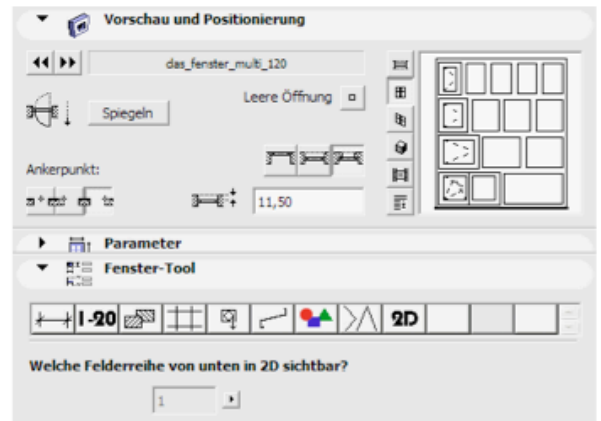 Vorschau und Positionierung
das_fenster_multi_120
Leere Öffnung
Spiegeln
Ankerpunkt:
11,50
Parameter
Fenster-Tool
1-20
2D
Welche Felderreihe von unten in 2D sichtbar?
1